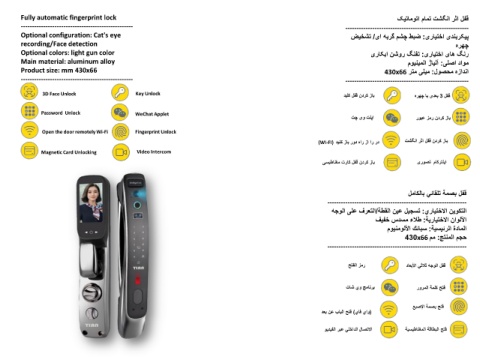 Fully automatic fingerprint lock
Optional configuration: Cat's eye
recording/Face detection
Optional colors: light gun color
Main material: aluminum alloy
Product size: mm 430x66
3D Face Unlock
Key Unlock
Password Unlock
WeChat Applet
Open the door remotely Wi-Fi
Fingerprint Unlock
Magnetic Card Unlocking
Video Intercom
قفل اثر انگشت تمام اتوماتیک
پیکربندی اختیاری: ضبط چشم گربه ای/ تشخیص
چهره
رنگ های اختیاری: تفنگ روشن ابکاری
مواد اصلی: آلیاژ المینیوم
اندازه محصول: میلی متر 430x66
قفل 3 بعدی با چهره
باز کردن قفل کلید
باز کردن رمز عبور
اپلت وی چت
باز کردن قفل اثر انگشت
در را از راه دور باز کنید (Wi-Fi)
اینترکام تصویری
باز کردن قفل کارت مغناطیسی
قفل بصمة تلقائي بالكامل
التكوين الاختياري: تسجيل عين القطة/التعرف على الوجه
الألوان الاختيارية: طلاء مسدس خفيف
المادة الرئيسية: سبائك الألومنيوم
حجم المنتج: مم 430x66
قفل الوجه ثلاثي الأبعاد
رمز الفتح
فتح كلمة المرور
برنامج وي شات
فتح بصمة الاصبع
(واي فاي) فتح الباب عن بعد
فتح البطاقة المغناطيسية
الاتصال الداخلي عبر الفيديو